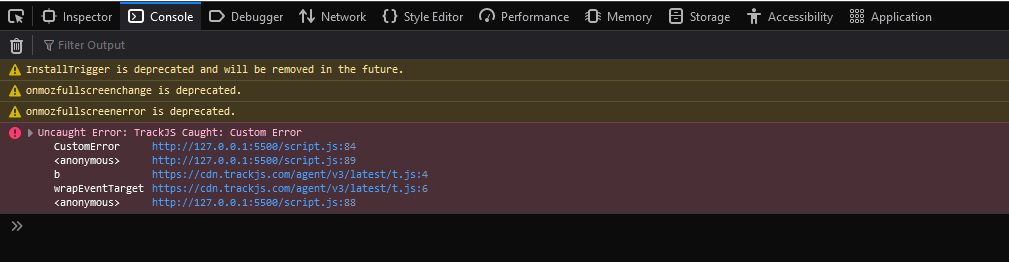 Inspector Console Debugger Network Style Editor Performance Memory Storage Accessibility Application
Filter Output
InstallTrigger is deprecated and will be removed in the future.
onmozfullscreenchange is deprecated.
onmozfullscreenerror is deprecated.
Uncaught Error: TrackJS Caught: Custom Error
CustomError http://127.0.0.1:5500/script.js:84
<anonymous> http://127.0.0.1:5500/script.js:89
b https://cdn.trackjs.com/agent/v3/latest/t.js:4
wrapEventTarget https://cdn.trackjs.com/agent/v3/latest/t.js:6
<anonymous> http://127.0.0.1:5500/script.js:88